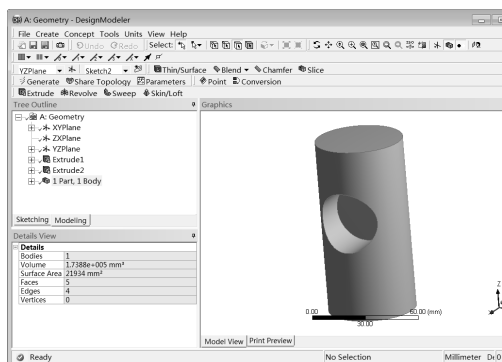 A: Geometry - DesignModeler
File Create Concept Tools Units View Help
Undo Redo Select:
YZPlane Sketch2 Thin/Surface Blend Chamfer Slice
Generate Share Topology Parameters Point Conversion
Extrude Revolve Sweep Skin/Loft
Tree Outline
A: Geometry
XYPlane
ZXPlane
YZPlane
Extrude1
Extrude2
1 Part, 1 Body
Sketching Modeling
Details View
Details
Bodies 1
Volume 1.7388e+005 mm³
Surface Area 21934 mm²
Faces 5
Edges 4
Vertices 0
Graphics
Z
0.00 60.00 (mm)
30.00
Model View Print Preview
Ready No Selection Millimeter